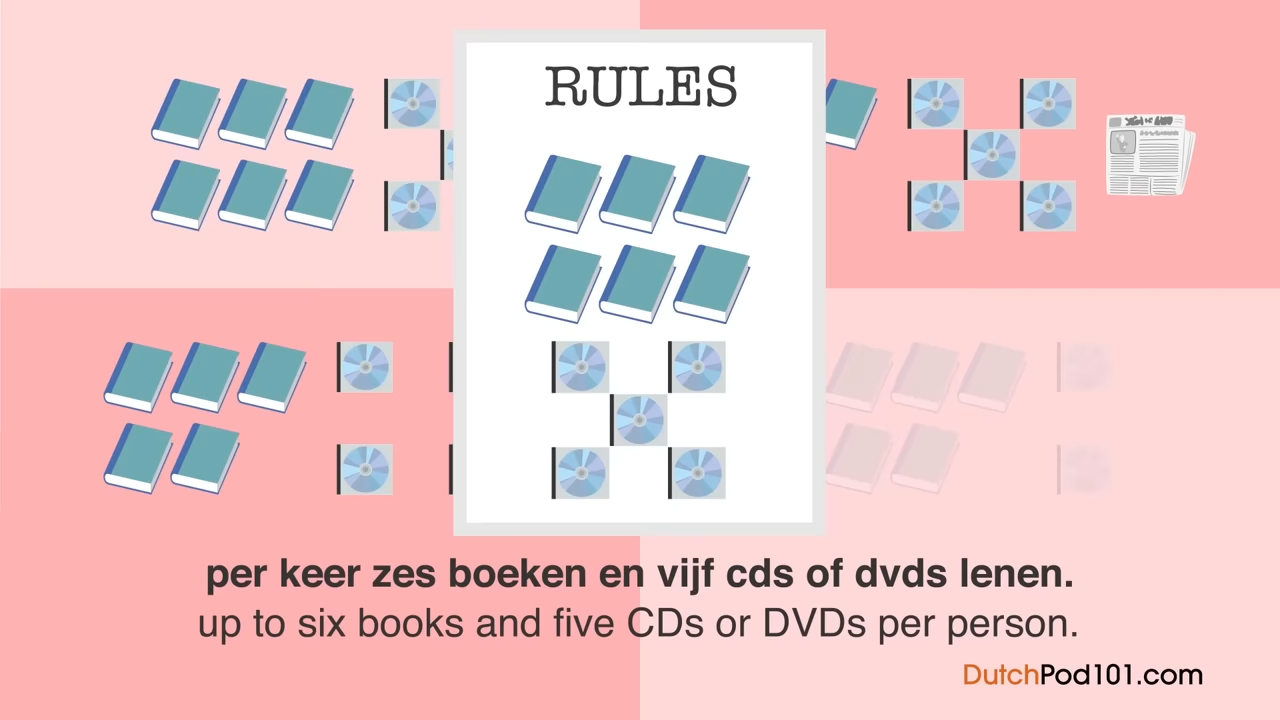 RULES
per keer zes boeken en vijf cds of dvds lenen.
up to six books and five CDs or DVDs per person.
DutchPod101.com